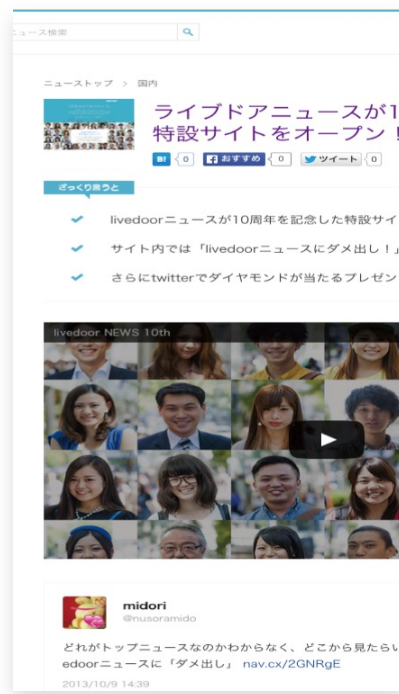 ニュース検索
ニューストップ > 国内
ライブドアニュースが1
特設サイトをオープン！
B! 0 おすすめ 0 ツイート 0
ざっくり言うと
livedoorニュースが10周年を記念した特設サイ
サイト内では「livedoorニュースにダメ出し！」
さらにtwitterでダイヤモンドが当たるプレゼン
livedoor NEWS 10th
midori
@nusoramido
どれがトップニュースなのかわからなく、どこから見たらい
edoorニュースに「ダメ出し」 nav.cx/2GNRgE
2013/10/9 14:39